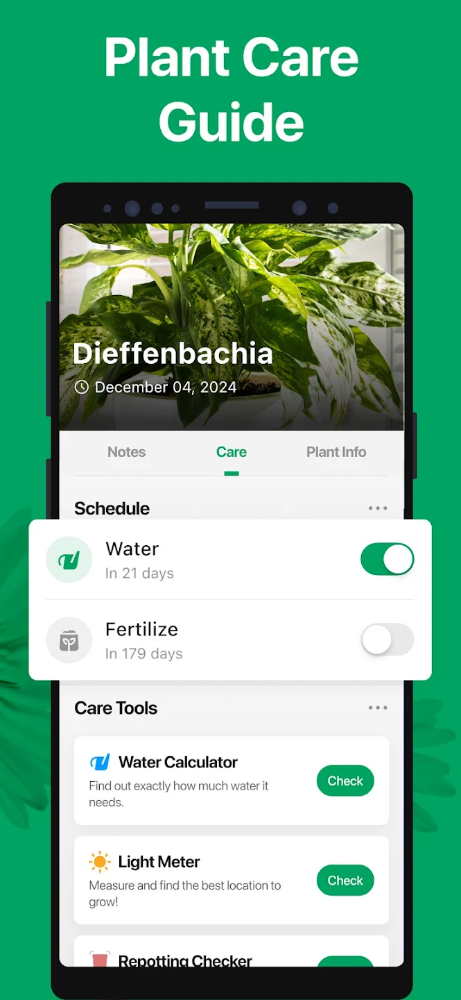 Plant Care
Guide
Dieffenbachia
December 04, 2024
Notes Care Plant Info
Schedule
Water
In 21 days
Fertilize
In 179 days
Care Tools
Water Calculator
Find out exactly how much water it
needs.
Check
Light Meter
Measure and find the best location to
grow!
Check
Repotting Checker